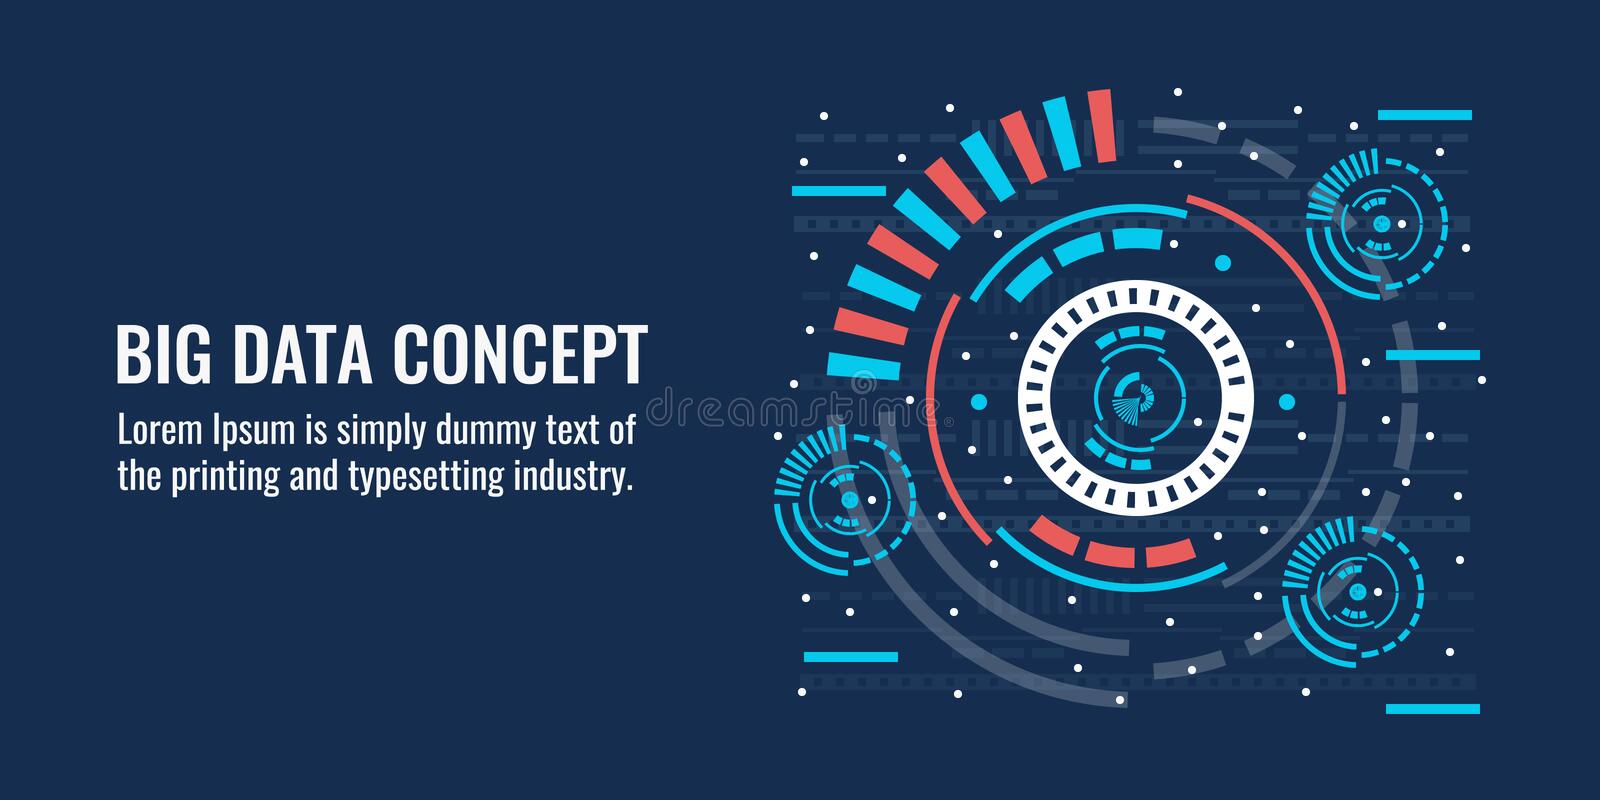 BIG DATA CONCEPT
Lorem Ipsum is simply dummy text of
the printing and typesetting industry.
dreamstime.